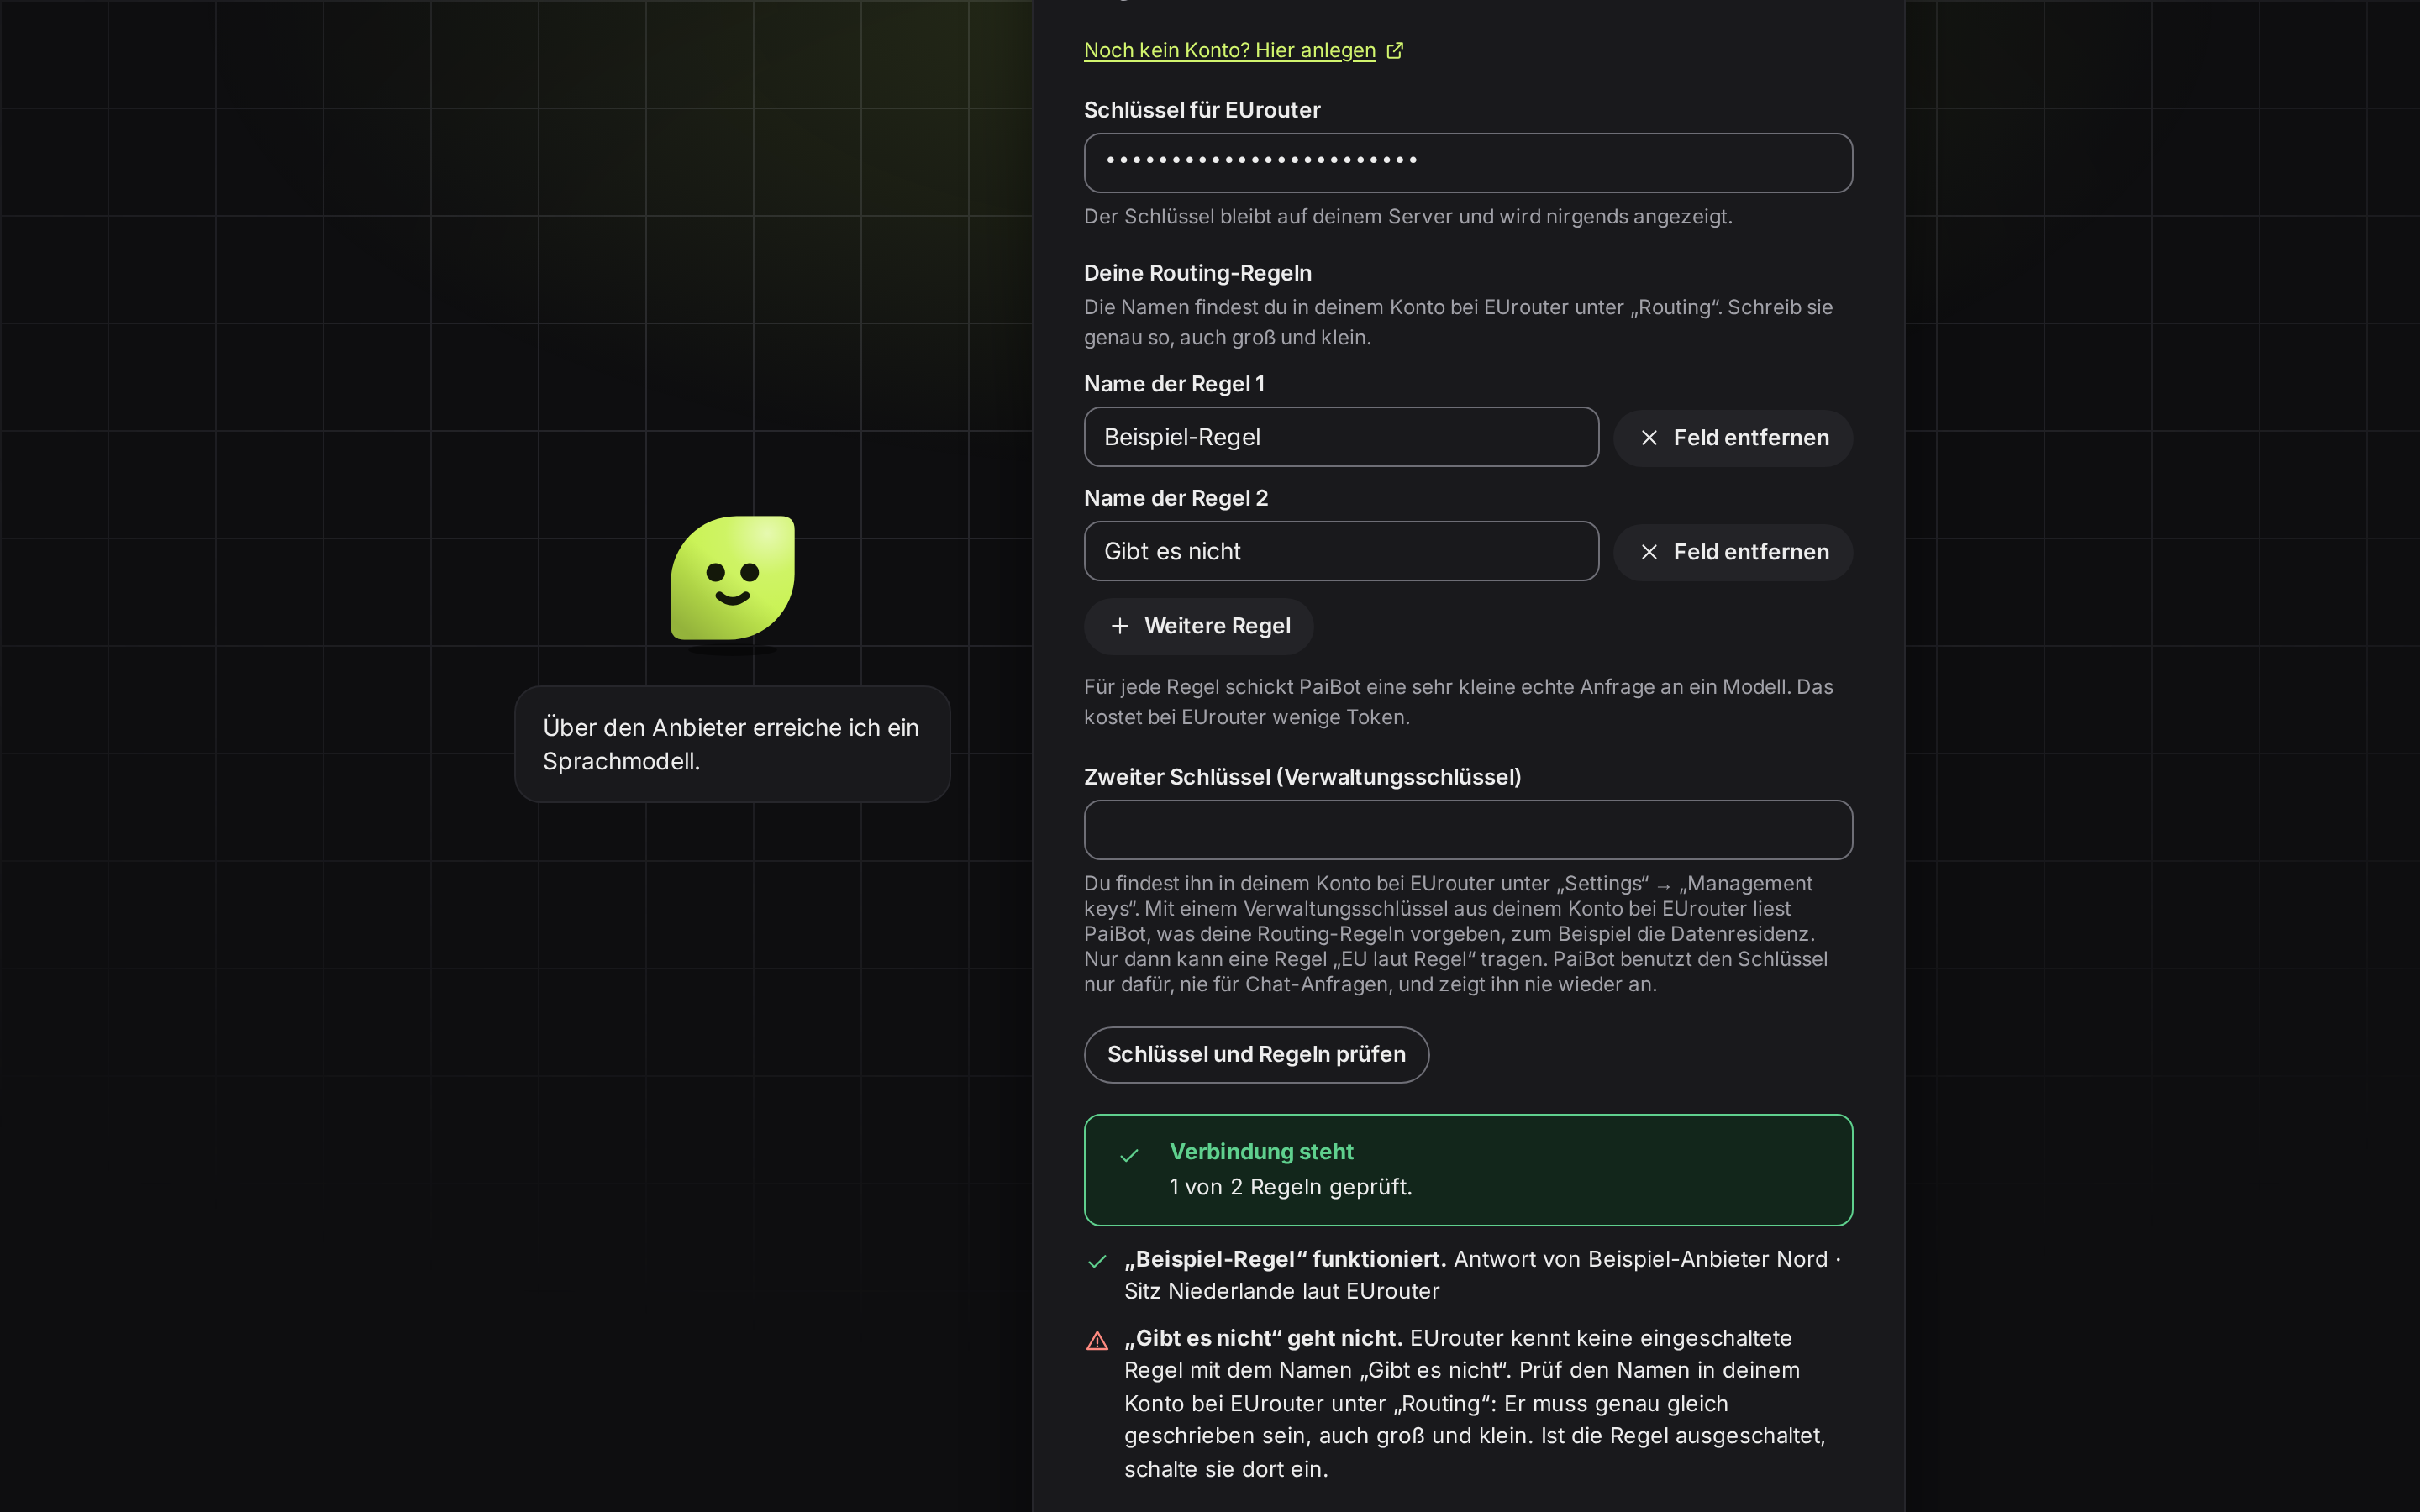 Noch kein Konto? Hier anlegen
Schlüssel für EUrouter
••••••••••••••••••••••••
Der Schlüssel bleibt auf deinem Server und wird nirgends angezeigt.
Deine Routing-Regeln
Die Namen findest du in deinem Konto bei EUrouter unter „Routing“. Schreib sie
genau so, auch groß und klein.
Name der Regel 1
Beispiel-Regel
Feld entfernen
Name der Regel 2
Gibt es nicht
Feld entfernen
Weitere Regel
Für jede Regel schickt PaiBot eine sehr kleine echte Anfrage an ein Modell. Das
kostet bei EUrouter wenige Token.
Über den Anbieter erreiche ich ein
Sprachmodell.
Zweiter Schlüssel (Verwaltungsschlüssel)
Du findest ihn in deinem Konto bei EUrouter unter „Settings“ → „Management
keys“. Mit einem Verwaltungsschlüssel aus deinem Konto bei EUrouter liest
PaiBot, was deine Routing-Regeln vorgeben, zum Beispiel die Datenresidenz.
Nur dann kann eine Regel „EU laut Regel“ tragen. PaiBot benutzt den Schlüssel
nur dafür, nie für Chat-Anfragen, und zeigt ihn nie wieder an.
Schlüssel und Regeln prüfen
Verbindung steht
1 von 2 Regeln geprüft.
„Beispiel-Regel“ funktioniert. Antwort von Beispiel-Anbieter Nord ·
Sitz Niederlande laut EUrouter
„Gibt es nicht“ geht nicht. EUrouter kennt keine eingeschaltete
Regel mit dem Namen „Gibt es nicht“. Prüf den Namen in deinem
Konto bei EUrouter unter „Routing“: Er muss genau gleich
geschrieben sein, auch groß und klein. Ist die Regel ausgeschaltet,
schalte sie dort ein.